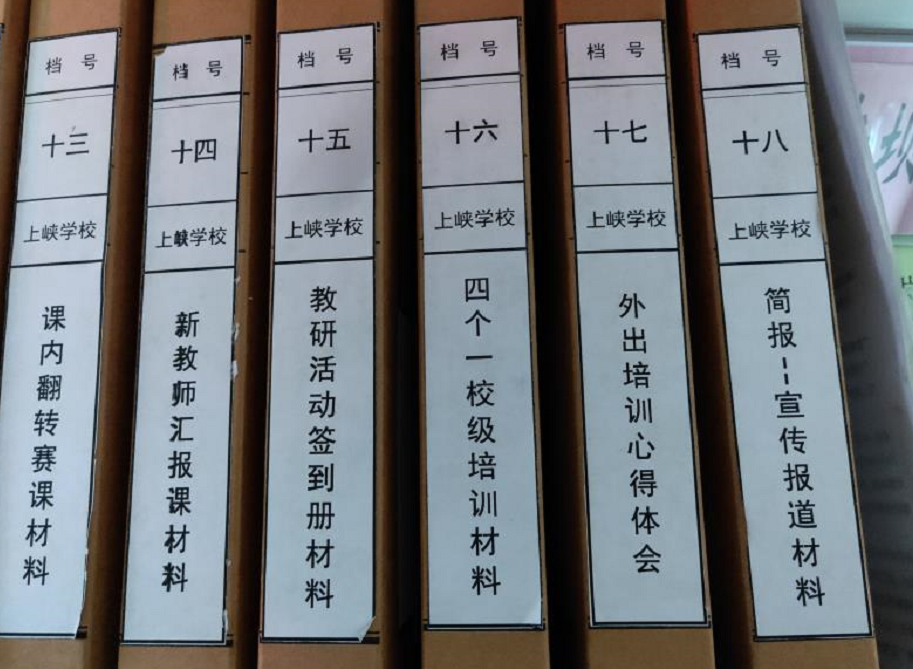 档 号
十三
上峡学校
课内翻转赛课材料
档 号
十四
上峡学校
新教师汇报课材料
档 号
十五
上峡学校
教研活动签到册材料
档 号
十六
上峡学校
四个一校级培训材料
档 号
十七
上峡学校
外出培训心得体会
档 号
十八
上峡学校
简报--宣传报道材料